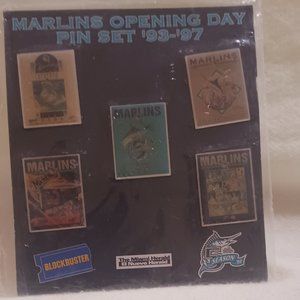 MARLINS OPENING DAY
PIN SET '93-'97
MARLINS
MARLINS
MARLINS
MARLINS
BLOCKBUSTER
The Miami Herald
El Nuevo Herald
SEASON